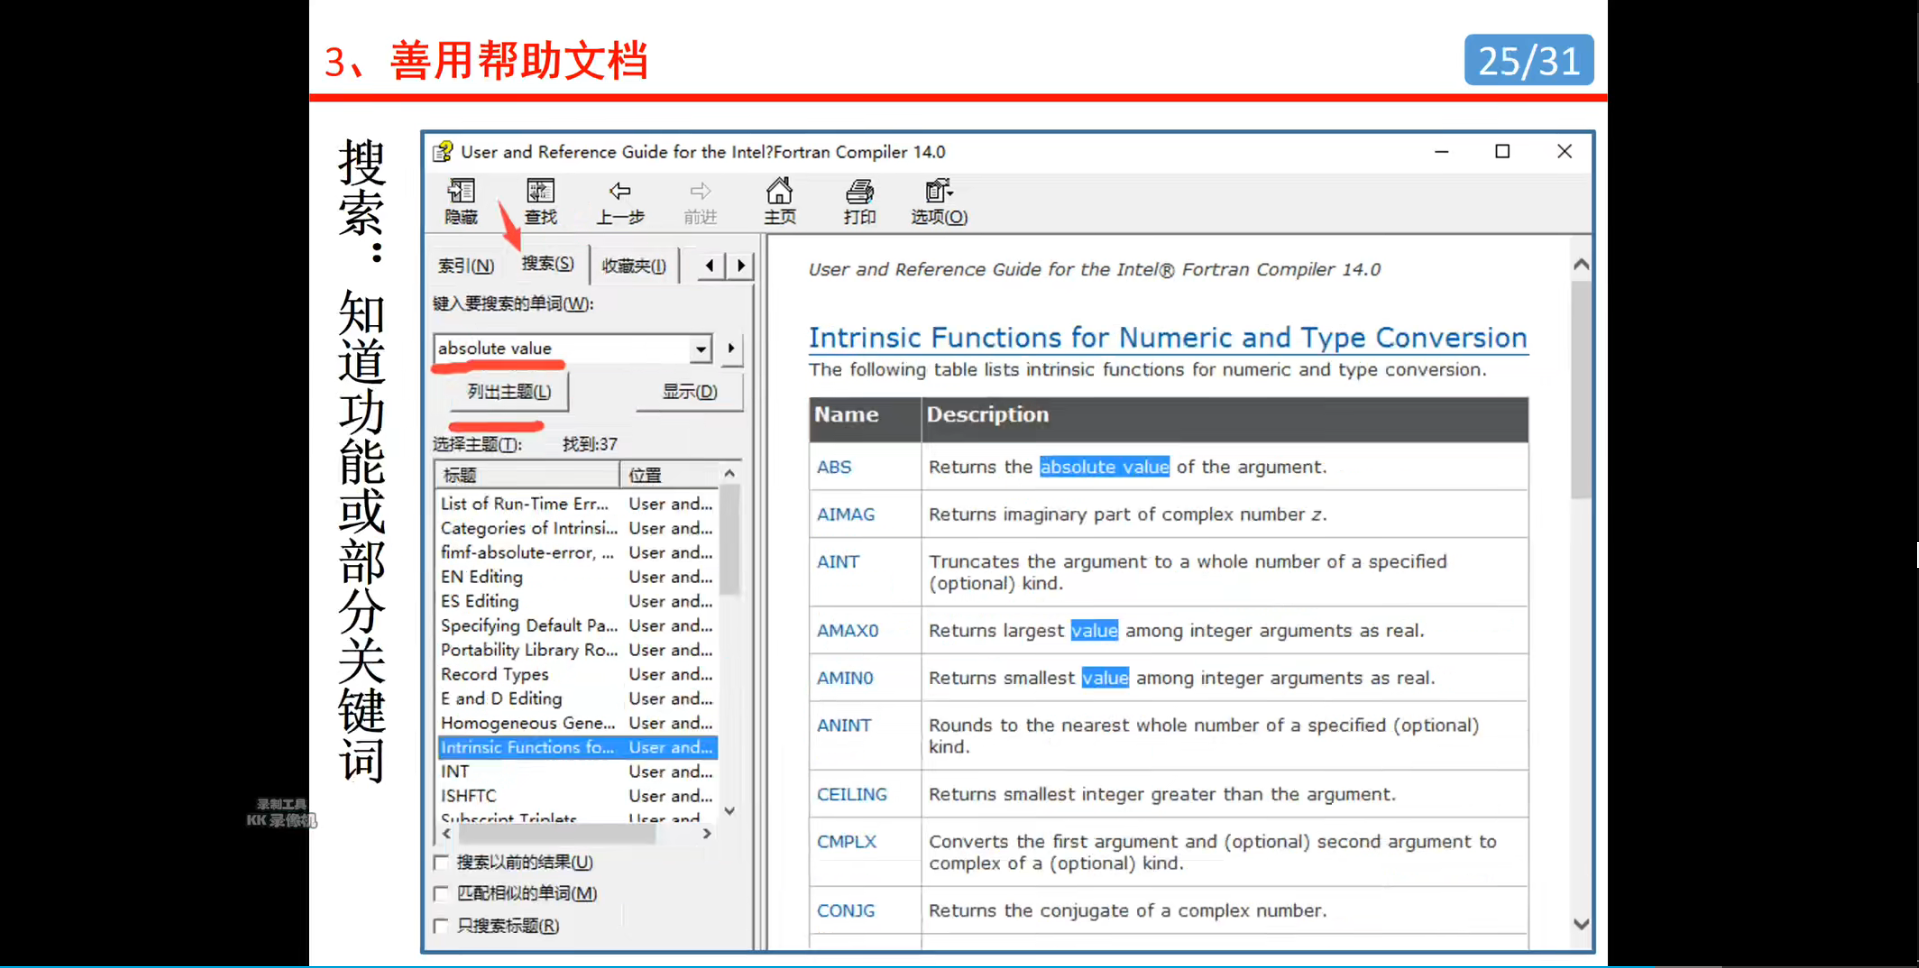 3、善用帮助文档
25/31
搜索：知道功能或部分关键词
User and Reference Guide for the Intel?Fortran Compiler 14.0
隐藏 查找 上一步 前进 主页 打印 选项(O)
索引(N) 搜索(S) 收藏夹(I)
键入要搜索的单词(W):
absolute value
列出主题(L) 显示(D)
选择主题(T): 找到:37
标题 位置
List of Run-Time Err... User and...
Categories of Intrinsi... User and...
fimf-absolute-error, ... User and...
EN Editing User and...
ES Editing User and...
Specifying Default Pa... User and...
Portability Library Ro... User and...
Record Types User and...
E and D Editing User and...
Homogeneous Gene... User and...
Intrinsic Functions fo... User and...
INT User and...
ISHFTC User and...
Subscript Triplets User and...
搜索以前的结果(U)
匹配相似的单词(M)
只搜索标题(R)
User and Reference Guide for the Intel® Fortran Compiler 14.0
Intrinsic Functions for Numeric and Type Conversion
The following table lists intrinsic functions for numeric and type conversion.
Name Description
ABS Returns the absolute value of the argument.
AIMAG Returns imaginary part of complex number z.
AINT Truncates the argument to a whole number of a specified
(optional) kind.
AMAX0 Returns largest value among integer arguments as real.
AMIN0 Returns smallest value among integer arguments as real.
ANINT Rounds to the nearest whole number of a specified (optional)
kind.
CEILING Returns smallest integer greater than the argument.
CMPLX Converts the first argument and (optional) second argument to
complex of a (optional) kind.
CONJG Returns the conjugate of a complex number.
录制工具
KK 录像机